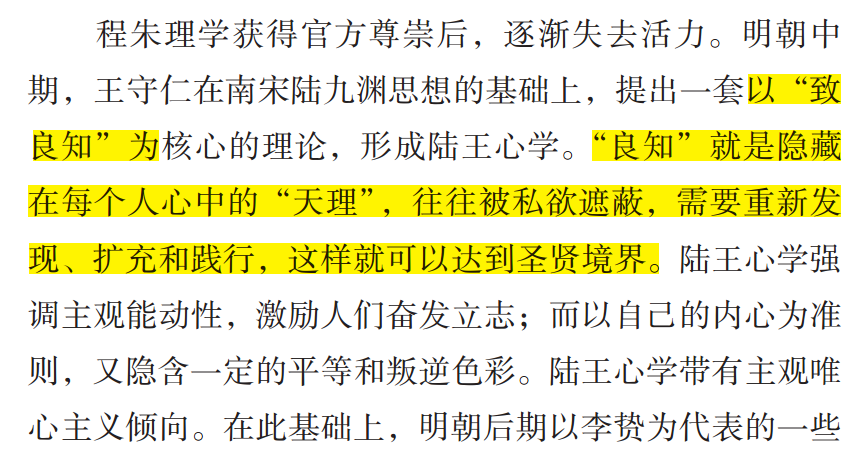 程朱理学获得官方尊崇后，逐渐失去活力。明朝中
期，王守仁在南宋陆九渊思想的基础上，提出一套以“致
良知”为核心的理论，形成陆王心学。“良知”就是隐藏
在每个人心中的“天理”，往往被私欲遮蔽，需要重新发
现、扩充和践行，这样就可以达到圣贤境界。陆王心学强
调主观能动性，激励人们奋发立志；而以自己的内心为准
则，又隐含一定的平等和叛逆色彩。陆王心学带有主观唯
心主义倾向。在此基础上，明朝后期以李贽为代表的一些